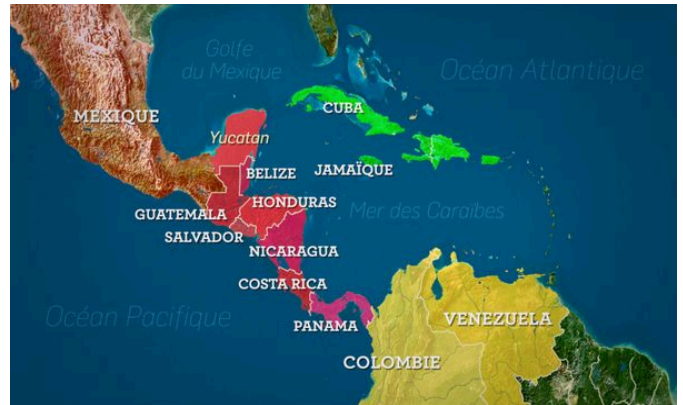 Golfe
du Mexique
Océan Atlantique
MEXIQUE
CUBA
Yucatan
BELIZE
JAMAÏQUE
HONDURAS
GUATEMALA
Mer des Caraïbes
SALVADOR
NICARAGUA
COSTA RICA
Océan Pacifique
PANAMA
VENEZUELA
COLOMBIE